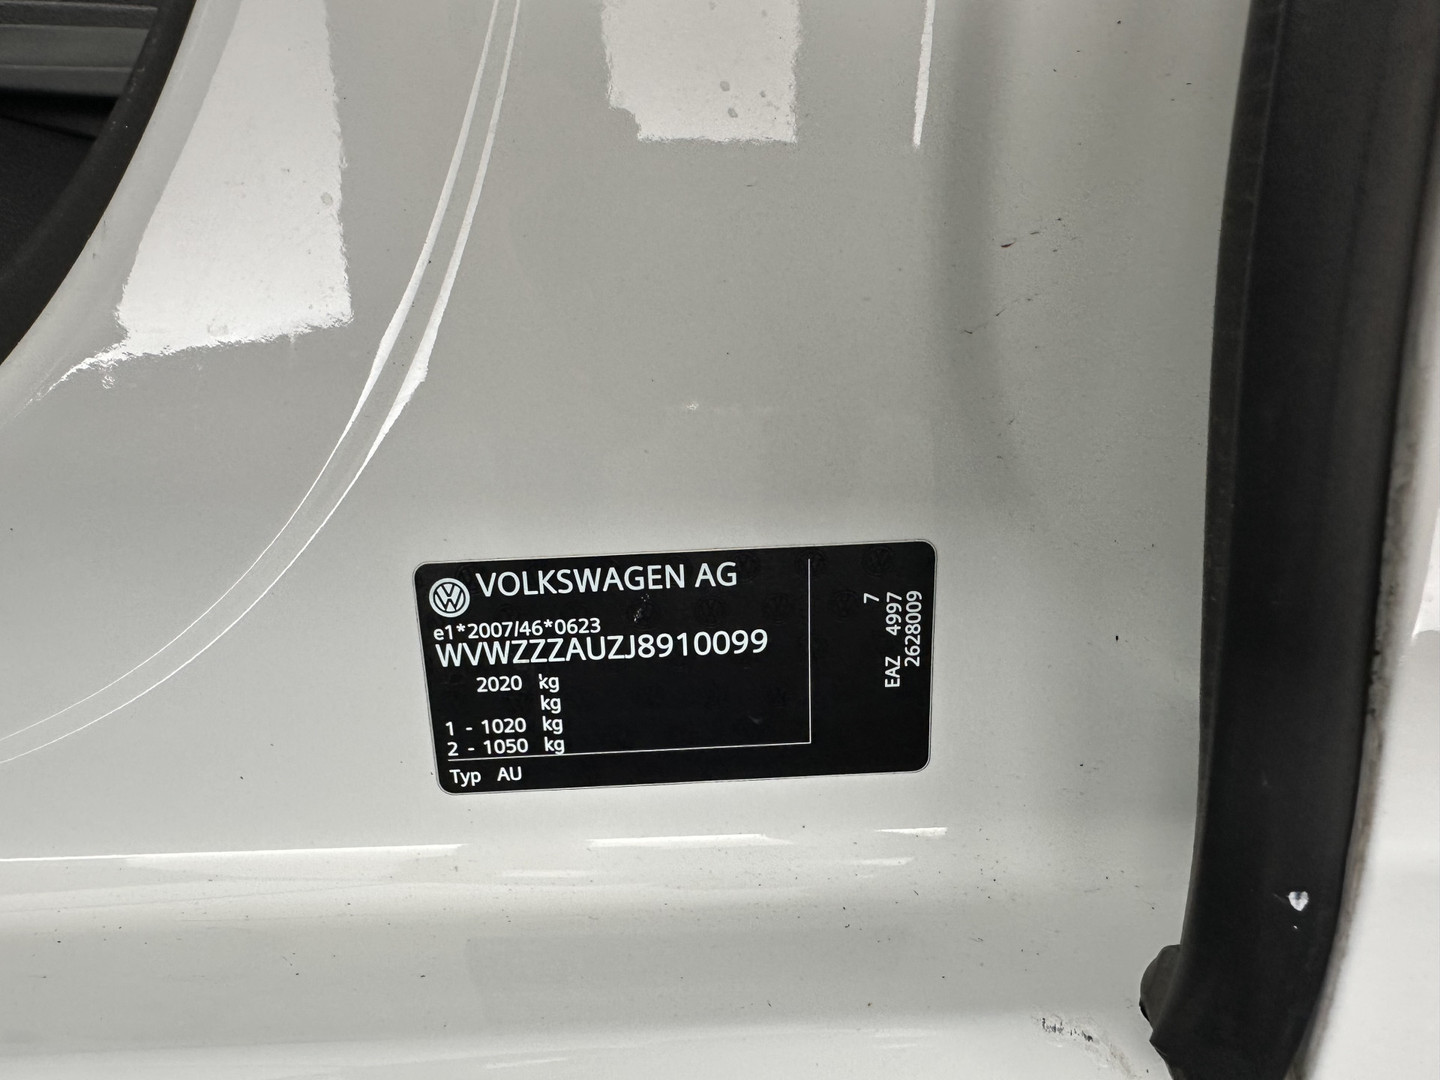 VOLKSWAGEN AG
e1*2007/46*0623
WVWZZZAUZJ8910099
2020 kg
kg
1 - 1020 kg
2 - 1050 kg
Typ AU
7
EAZ 4997
2628009